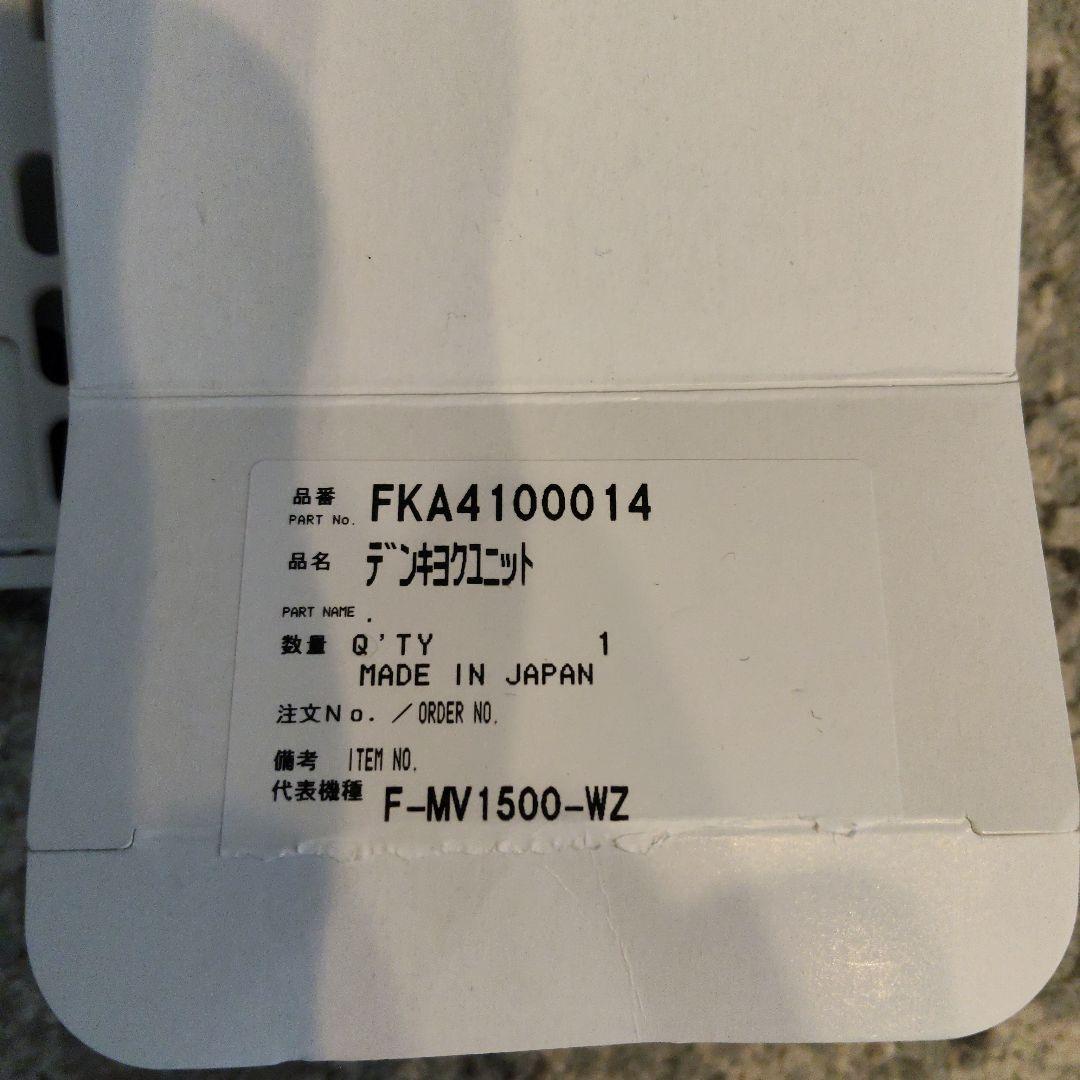 品番
PART No. FKA4100014
品名 ﾃﾞﾝｷﾖｸﾕﾆｯﾄ
PART NAME .
数量 Q'TY 1
MADE IN JAPAN
注文No. ／ORDER NO.
備考 ITEM NO.
代表機種 F-MV1500-WZ